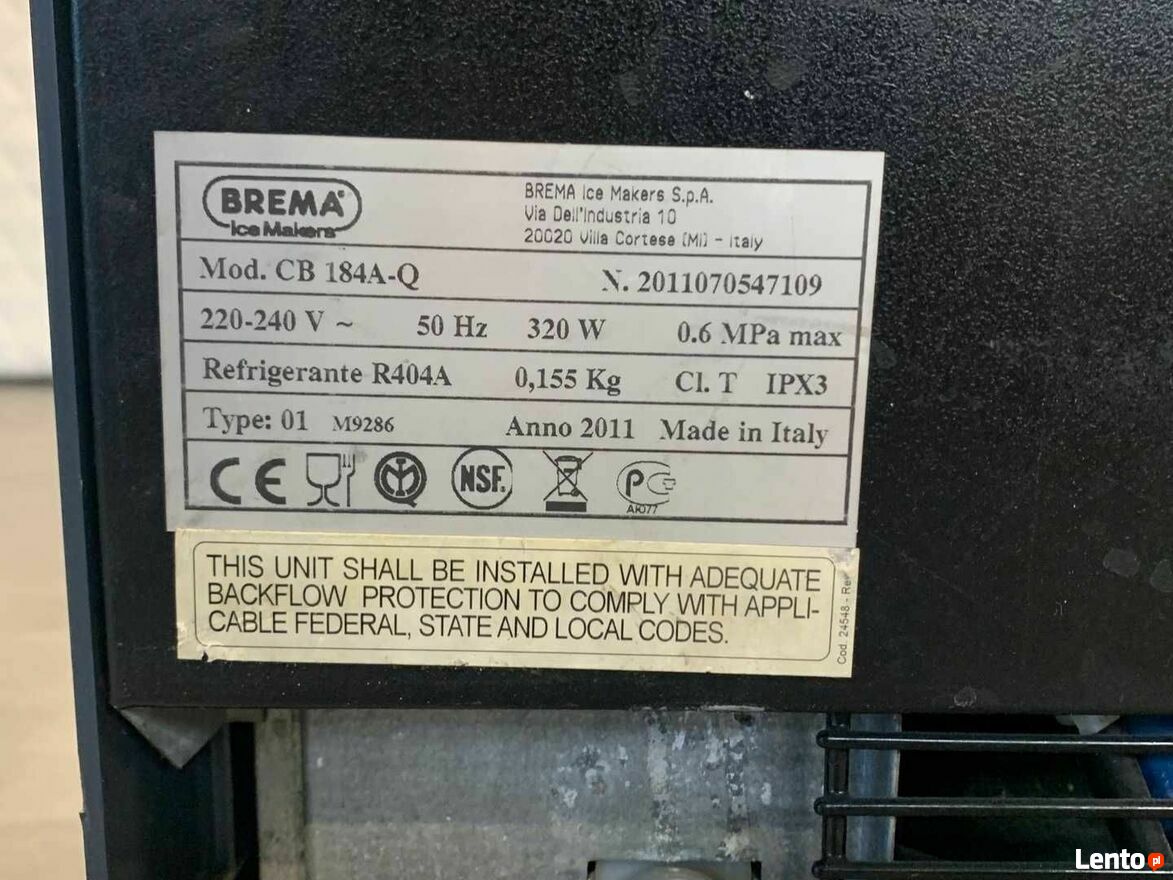 BREMA
Ice Makers
BREMA Ice Makers S.p.A.
Via Dell'Industria 10
20020 Villa Cortese (MI) - Italy
Mod. CB 184A-Q N. 2011070547109
220-240 V ~ 50 Hz 320 W 0.6 MPa max
Refrigerante R404A 0,155 Kg Cl. T IPX3
Type: 01 M9286 Anno 2011 Made in Italy
CE NSF. PC
THIS UNIT SHALL BE INSTALLED WITH ADEQUATE
BACKFLOW PROTECTION TO COMPLY WITH APPLI-
CABLE FEDERAL, STATE AND LOCAL CODES.
Cod. 24548 - Rev
Lento pl